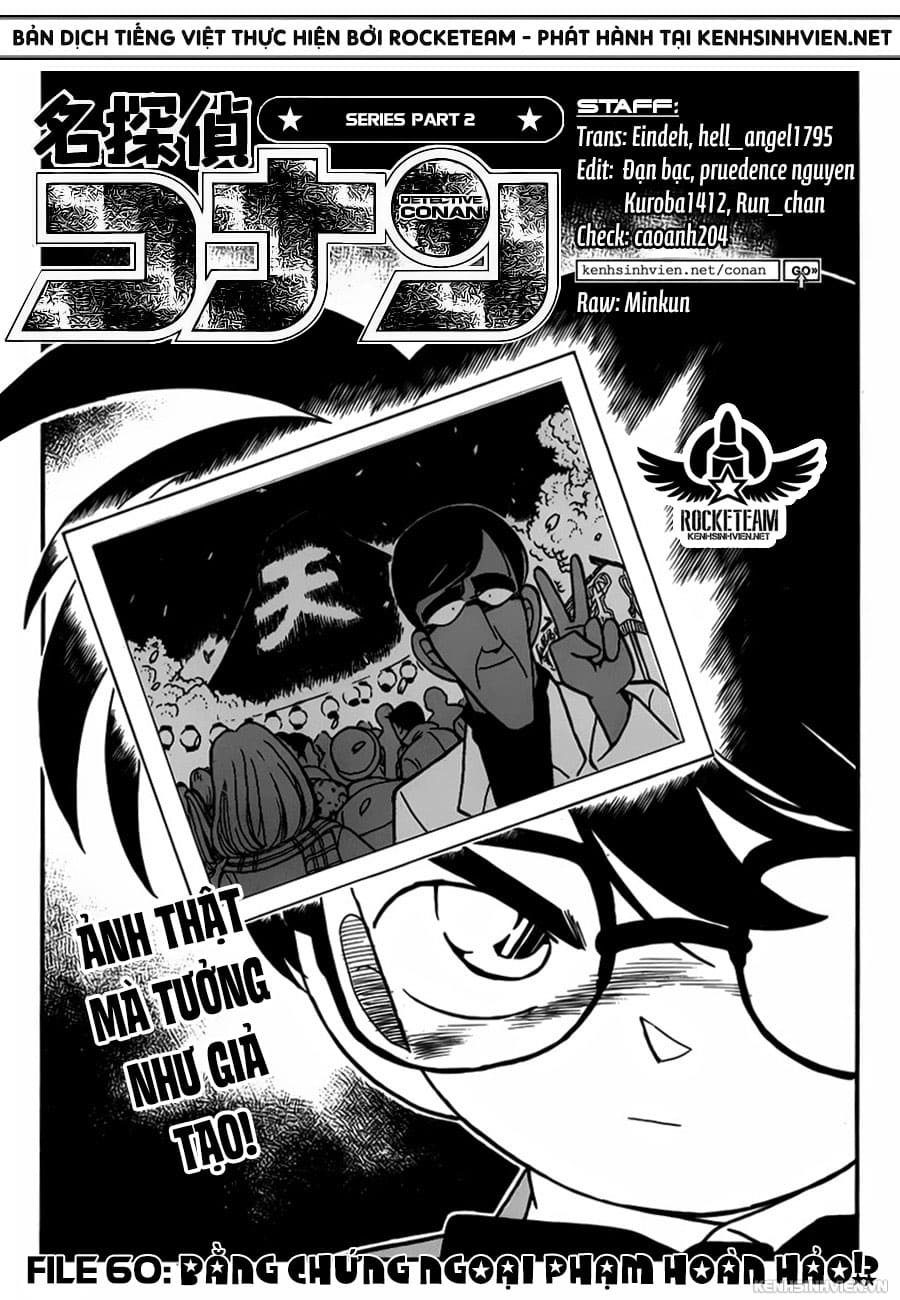 BẢN DỊCH TIẾNG VIỆT THỰC HIỆN BỞI ROCKETEAM - PHÁT HÀNH TẠI KENHSINHVIEN.NET
名探偵
コナン
DETECTIVE
CONAN
SERIES PART 2
STAFF:
Trans: Eindeh, hell_angel1795
Edit: Đạn bạc, pruedence nguyen
Kuroba1412, Run_chan
Check: caoanh204
kenhsinhvien.net/conan GO»
Raw: Minkun
ROCKETEAM
KENHSINHVIEN.NET
天
ẢNH THẬT
MÀ TƯỞNG
NHƯ GIẢ
TẠO!
FILE 60: BẰNG CHỨNG NGOẠI PHẠM HOÀN HẢO!?
KENHSINHVIEN.VN